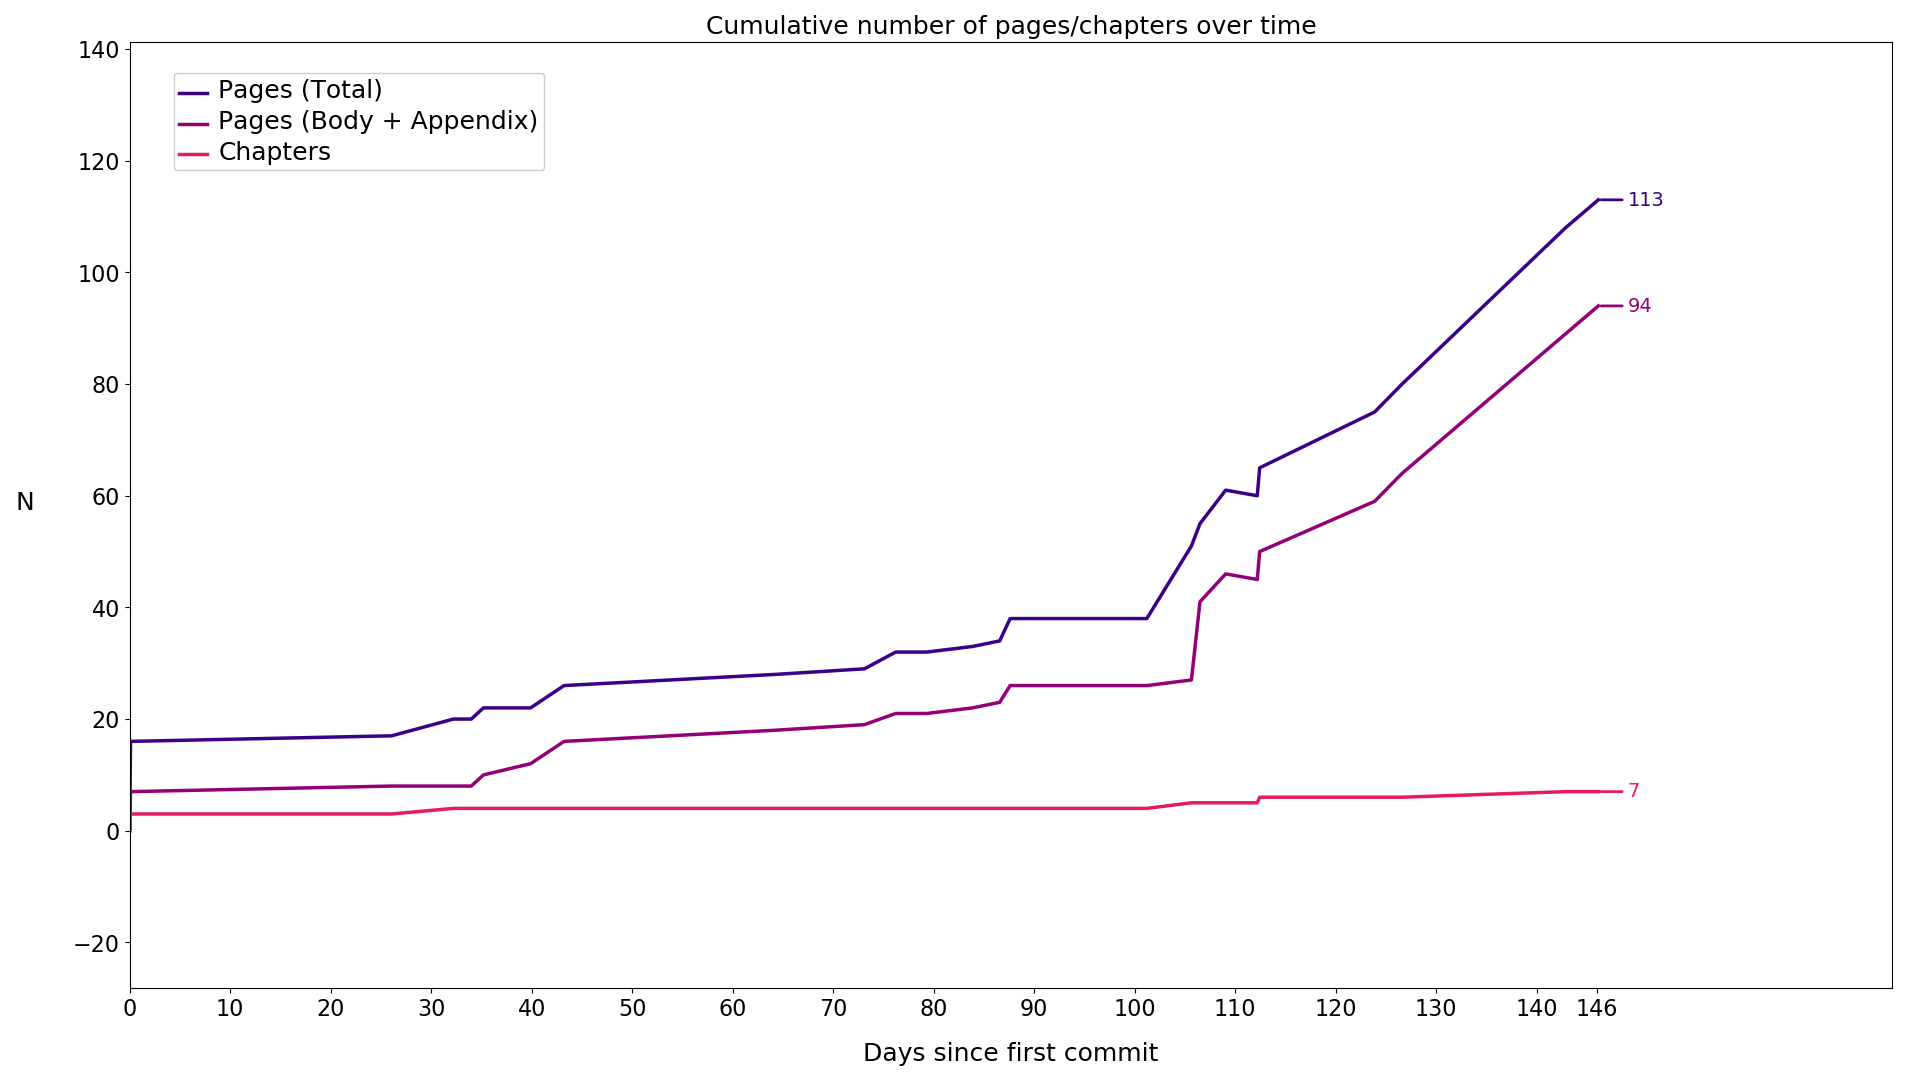 Cumulative number of pages/chapters over time
140
120
100
80
60
40
20
0
−20
N
Pages (Total)
Pages (Body + Appendix)
Chapters
113
94
7
0 10 20 30 40 50 60 70 80 90 100 110 120 130 140 146
Days since first commit